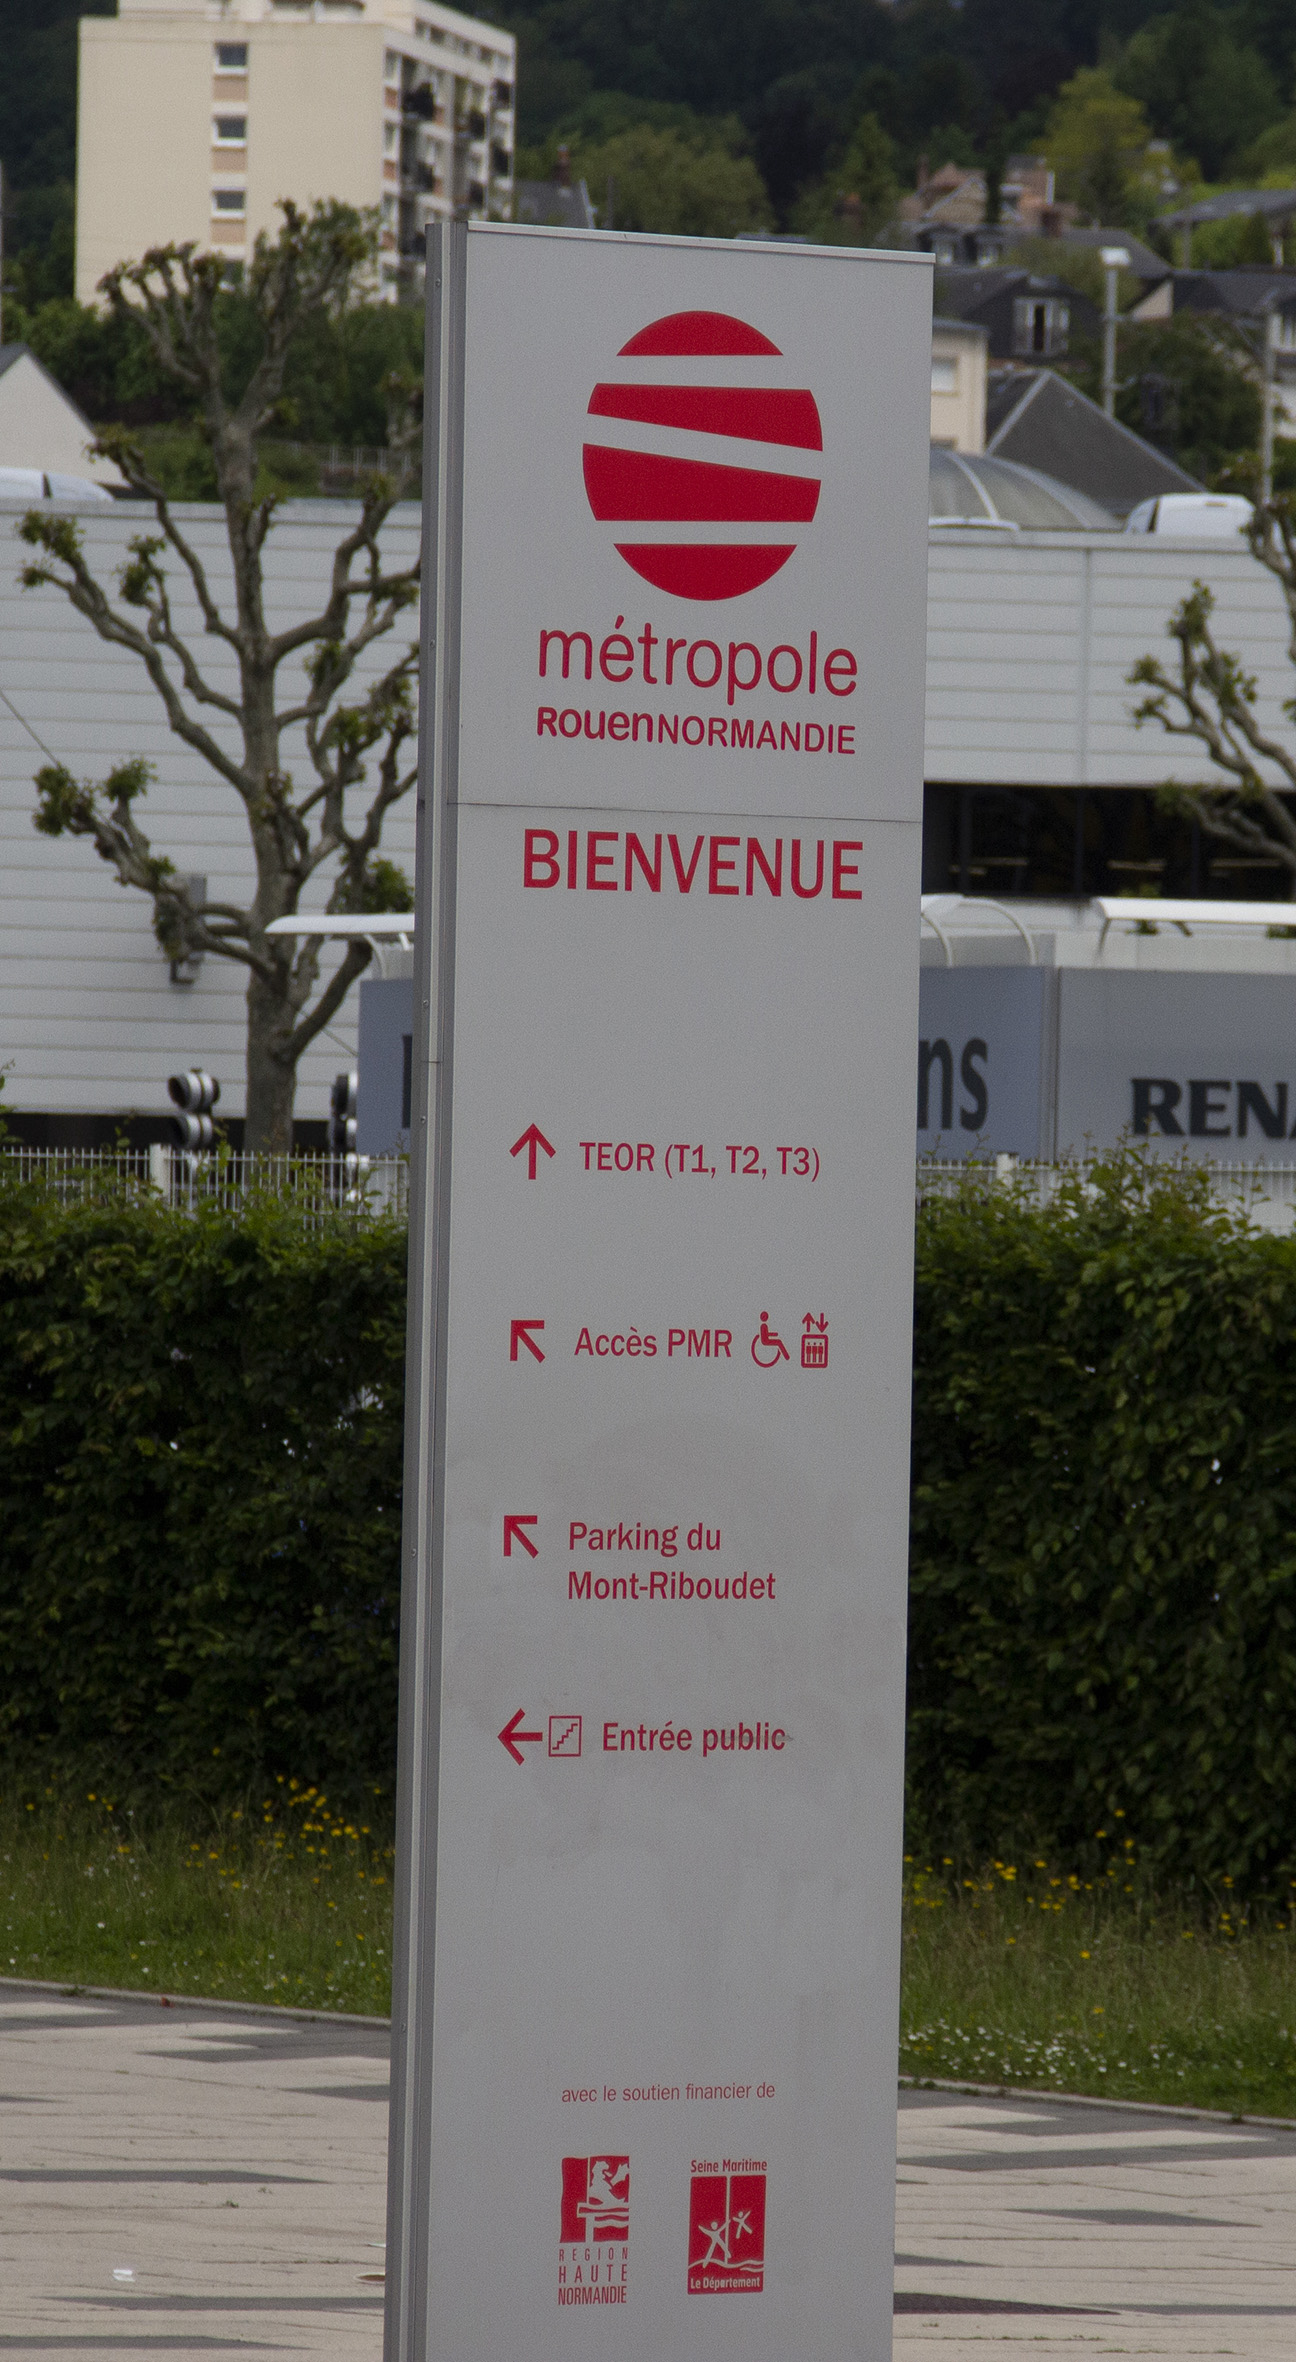 métropole
RouenNORMANDIE
BIENVENUE
TEOR (T1, T2, T3)
Accès PMR
Parking du
Mont-Riboudet
Entrée public
avec le soutien financier de
REGION
HAUTE
NORMANDIE
Seine Maritime
Le Département